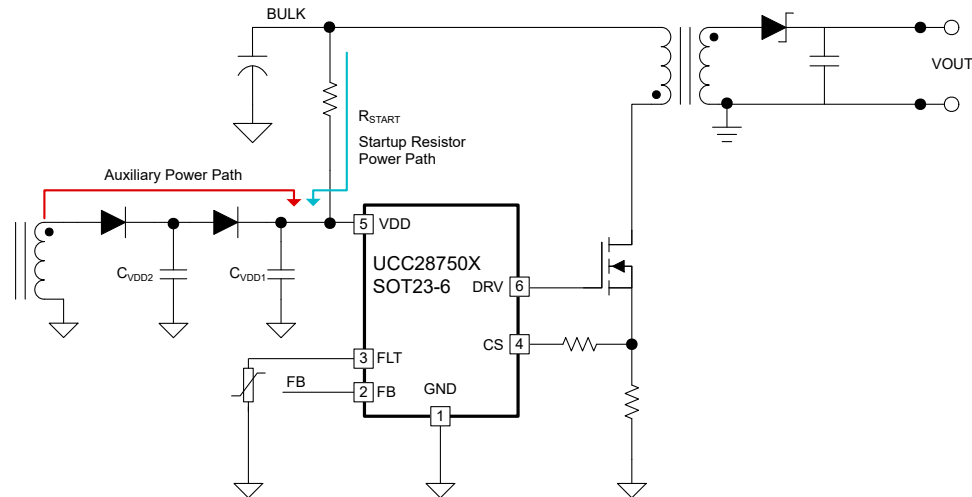 BULK
VOUT
RSTART
Startup Resistor
Power Path
Auxiliary Power Path
5
VDD
UCC28750X
SOT23-6
CVDD2
CVDD1
DRV
6
CS
4
3
FLT
FB
2
FB
GND
1